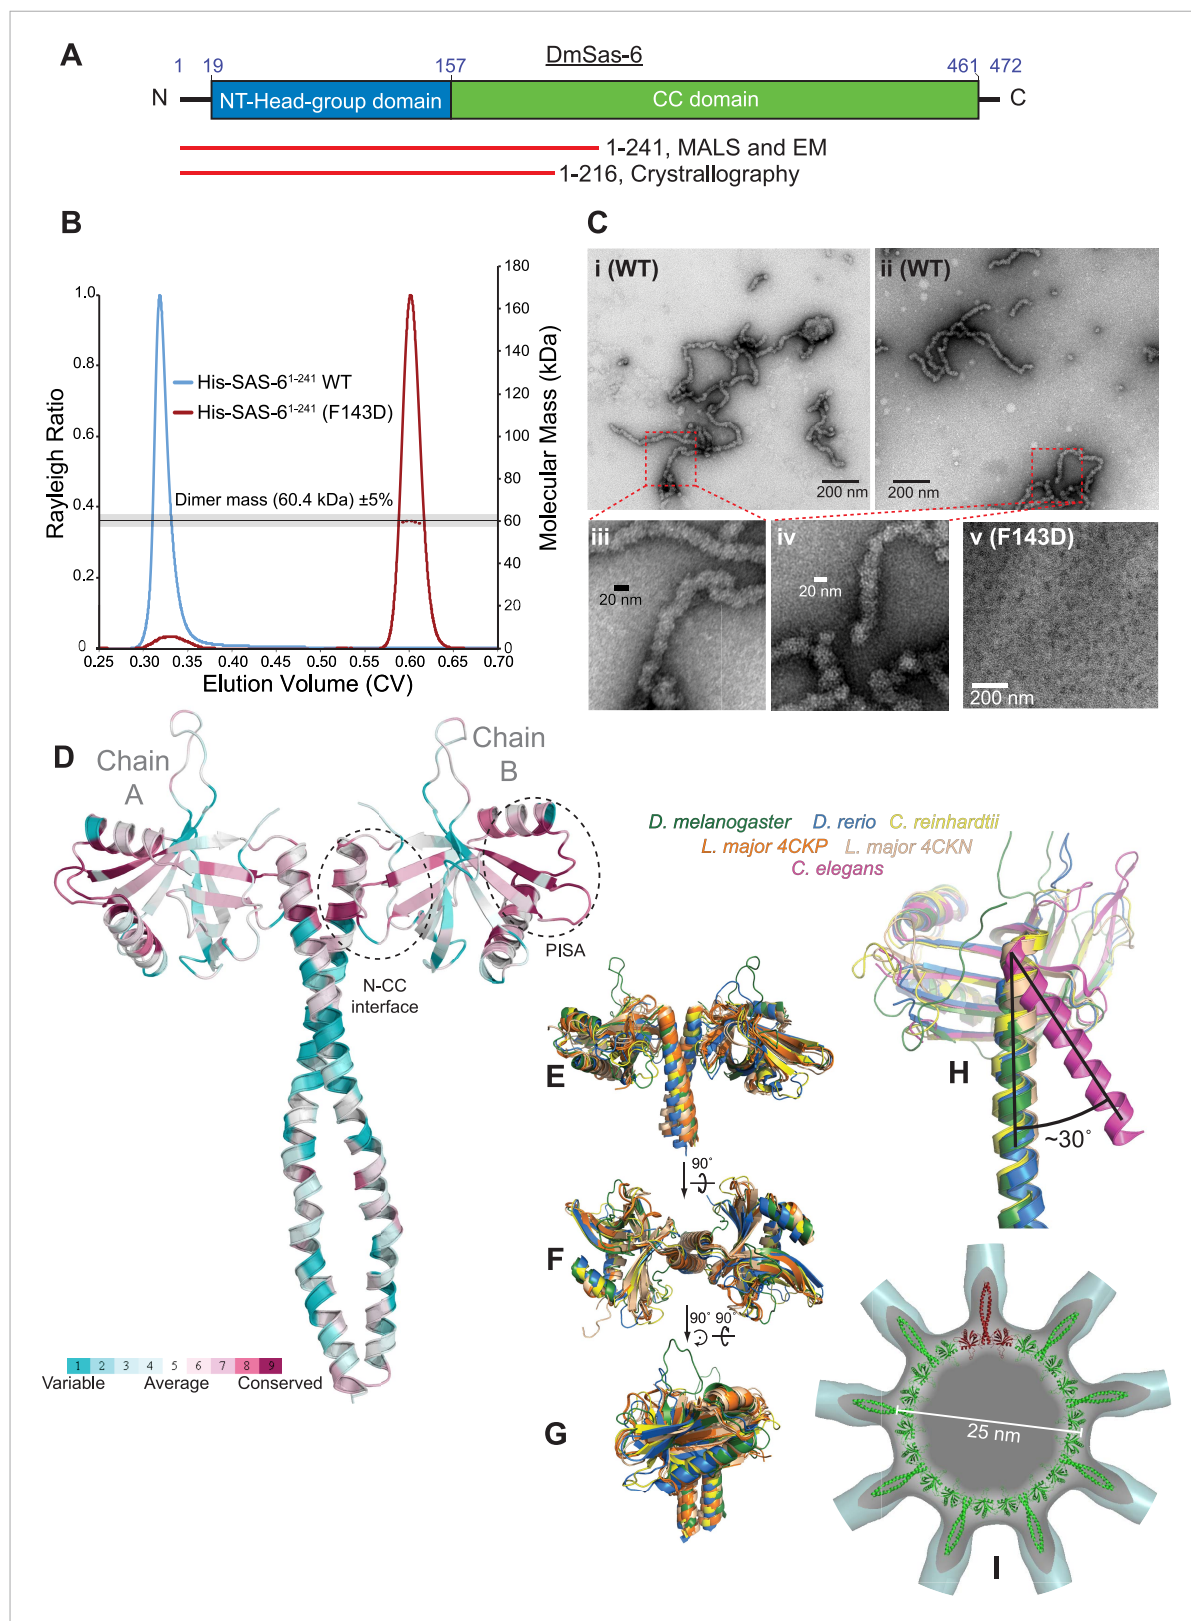 A
DmSas-6
1 19 157 461 472
N NT-Head-group domain CC domain C
1-241, MALS and EM
1-216, Crystrallography
B
Rayleigh Ratio
1.0
0.8
0.6
0.4
0.2
0
180
160
140
120
100
80
60
40
20
0
Molecular Mass (kDa)
His-SAS-6¹⁻²⁴¹ WT
His-SAS-6¹⁻²⁴¹ (F143D)
Dimer mass (60.4 kDa) ±5%
0.25 0.30 0.35 0.40 0.45 0.50 0.55 0.60 0.65 0.70
Elution Volume (CV)
C
i (WT)
200 nm
ii (WT)
200 nm
iii
20 nm
iv
20 nm
v (F143D)
200 nm
D
Chain
A
Chain
B
N-CC
interface
PISA
1 2 3 4 5 6 7 8 9
Variable Average Conserved
D. melanogaster D. rerio C. reinhardtii
L. major 4CKP L. major 4CKN
C. elegans
E
90°
F
90° 90°
G
H
~30°
25 nm
I